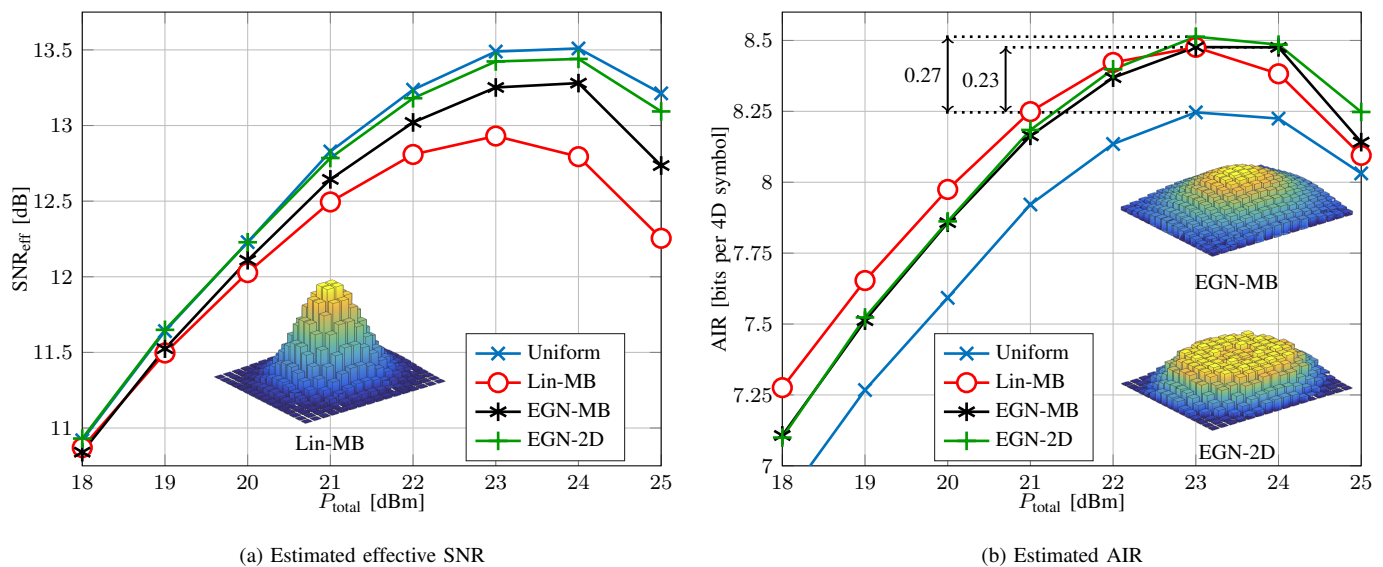 SNReff [dB]
13.5
13
12.5
12
11.5
11
18
19
20
21
22
23
24
25
Ptotal [dBm]
Lin-MB
Uniform
Lin-MB
EGN-MB
EGN-2D
(a) Estimated effective SNR
AIR [bits per 4D symbol]
8.5
8.25
8
7.75
7.5
7.25
7
18
19
20
21
22
23
24
25
Ptotal [dBm]
0.27
0.23
EGN-MB
EGN-2D
Uniform
Lin-MB
EGN-MB
EGN-2D
(b) Estimated AIR